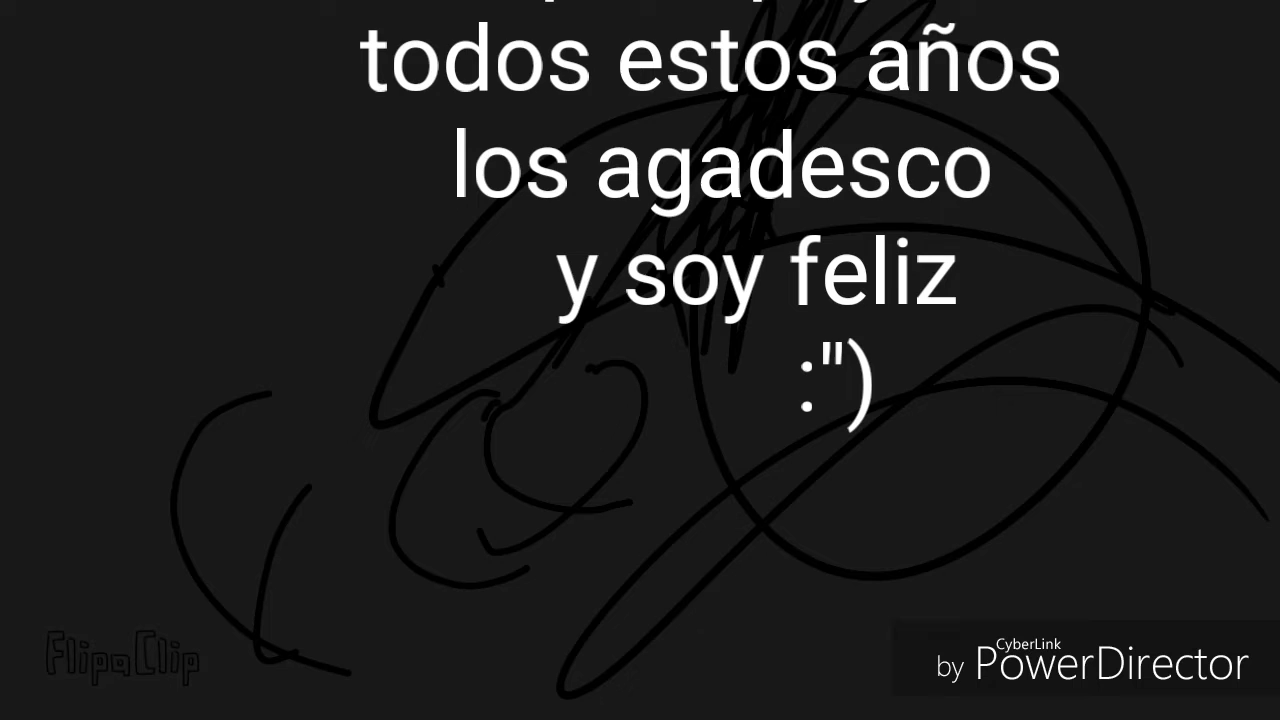 todos estos años
los agadesco
y soy feliz
:")
FlipaClip
CyberLink
by PowerDirector